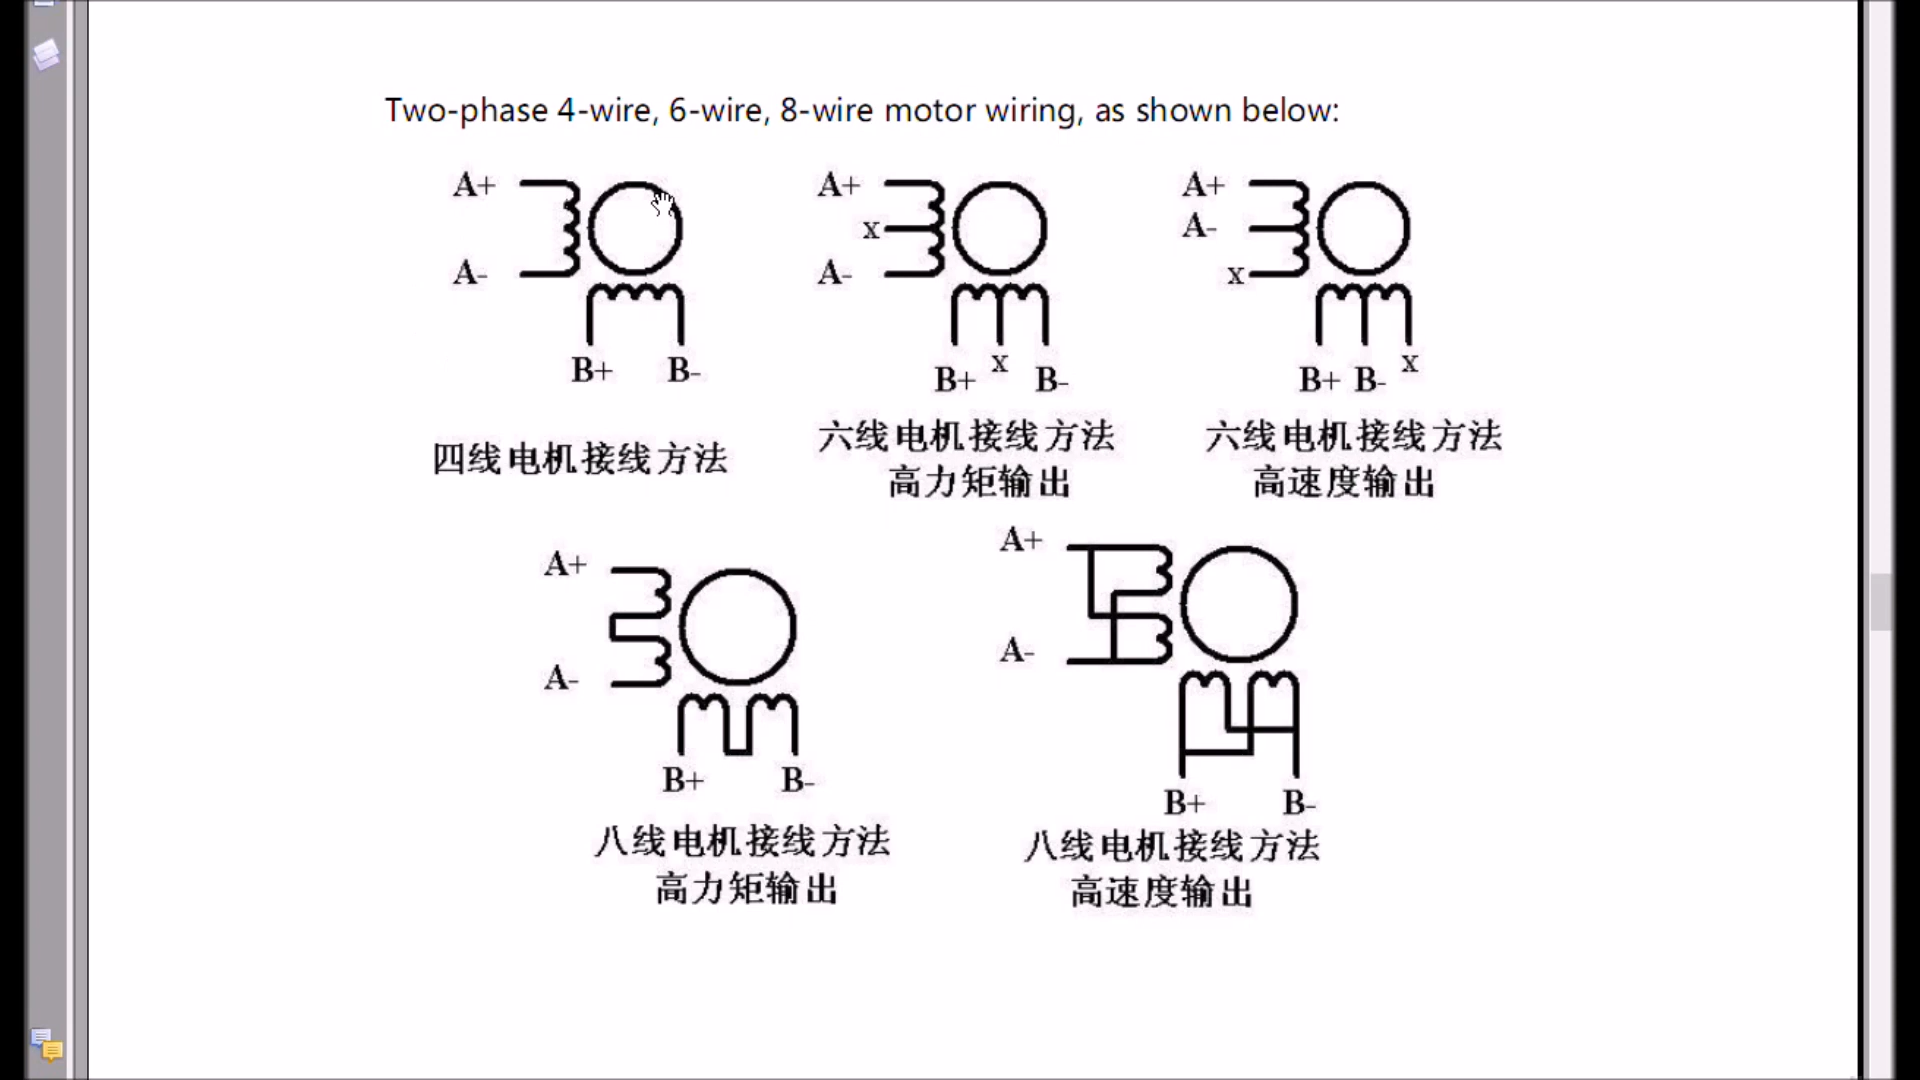 Two-phase 4-wire, 6-wire, 8-wire motor wiring, as shown below:
A+
A-
B+ B-
四线电机接线方法
A+
x
A-
B+ x B-
六线电机接线方法
高力矩输出
A+
A-
x
B+ B- x
六线电机接线方法
高速度输出
A+
A-
B+ B-
八线电机接线方法
高力矩输出
A+
A-
B+ B-
八线电机接线方法
高速度输出